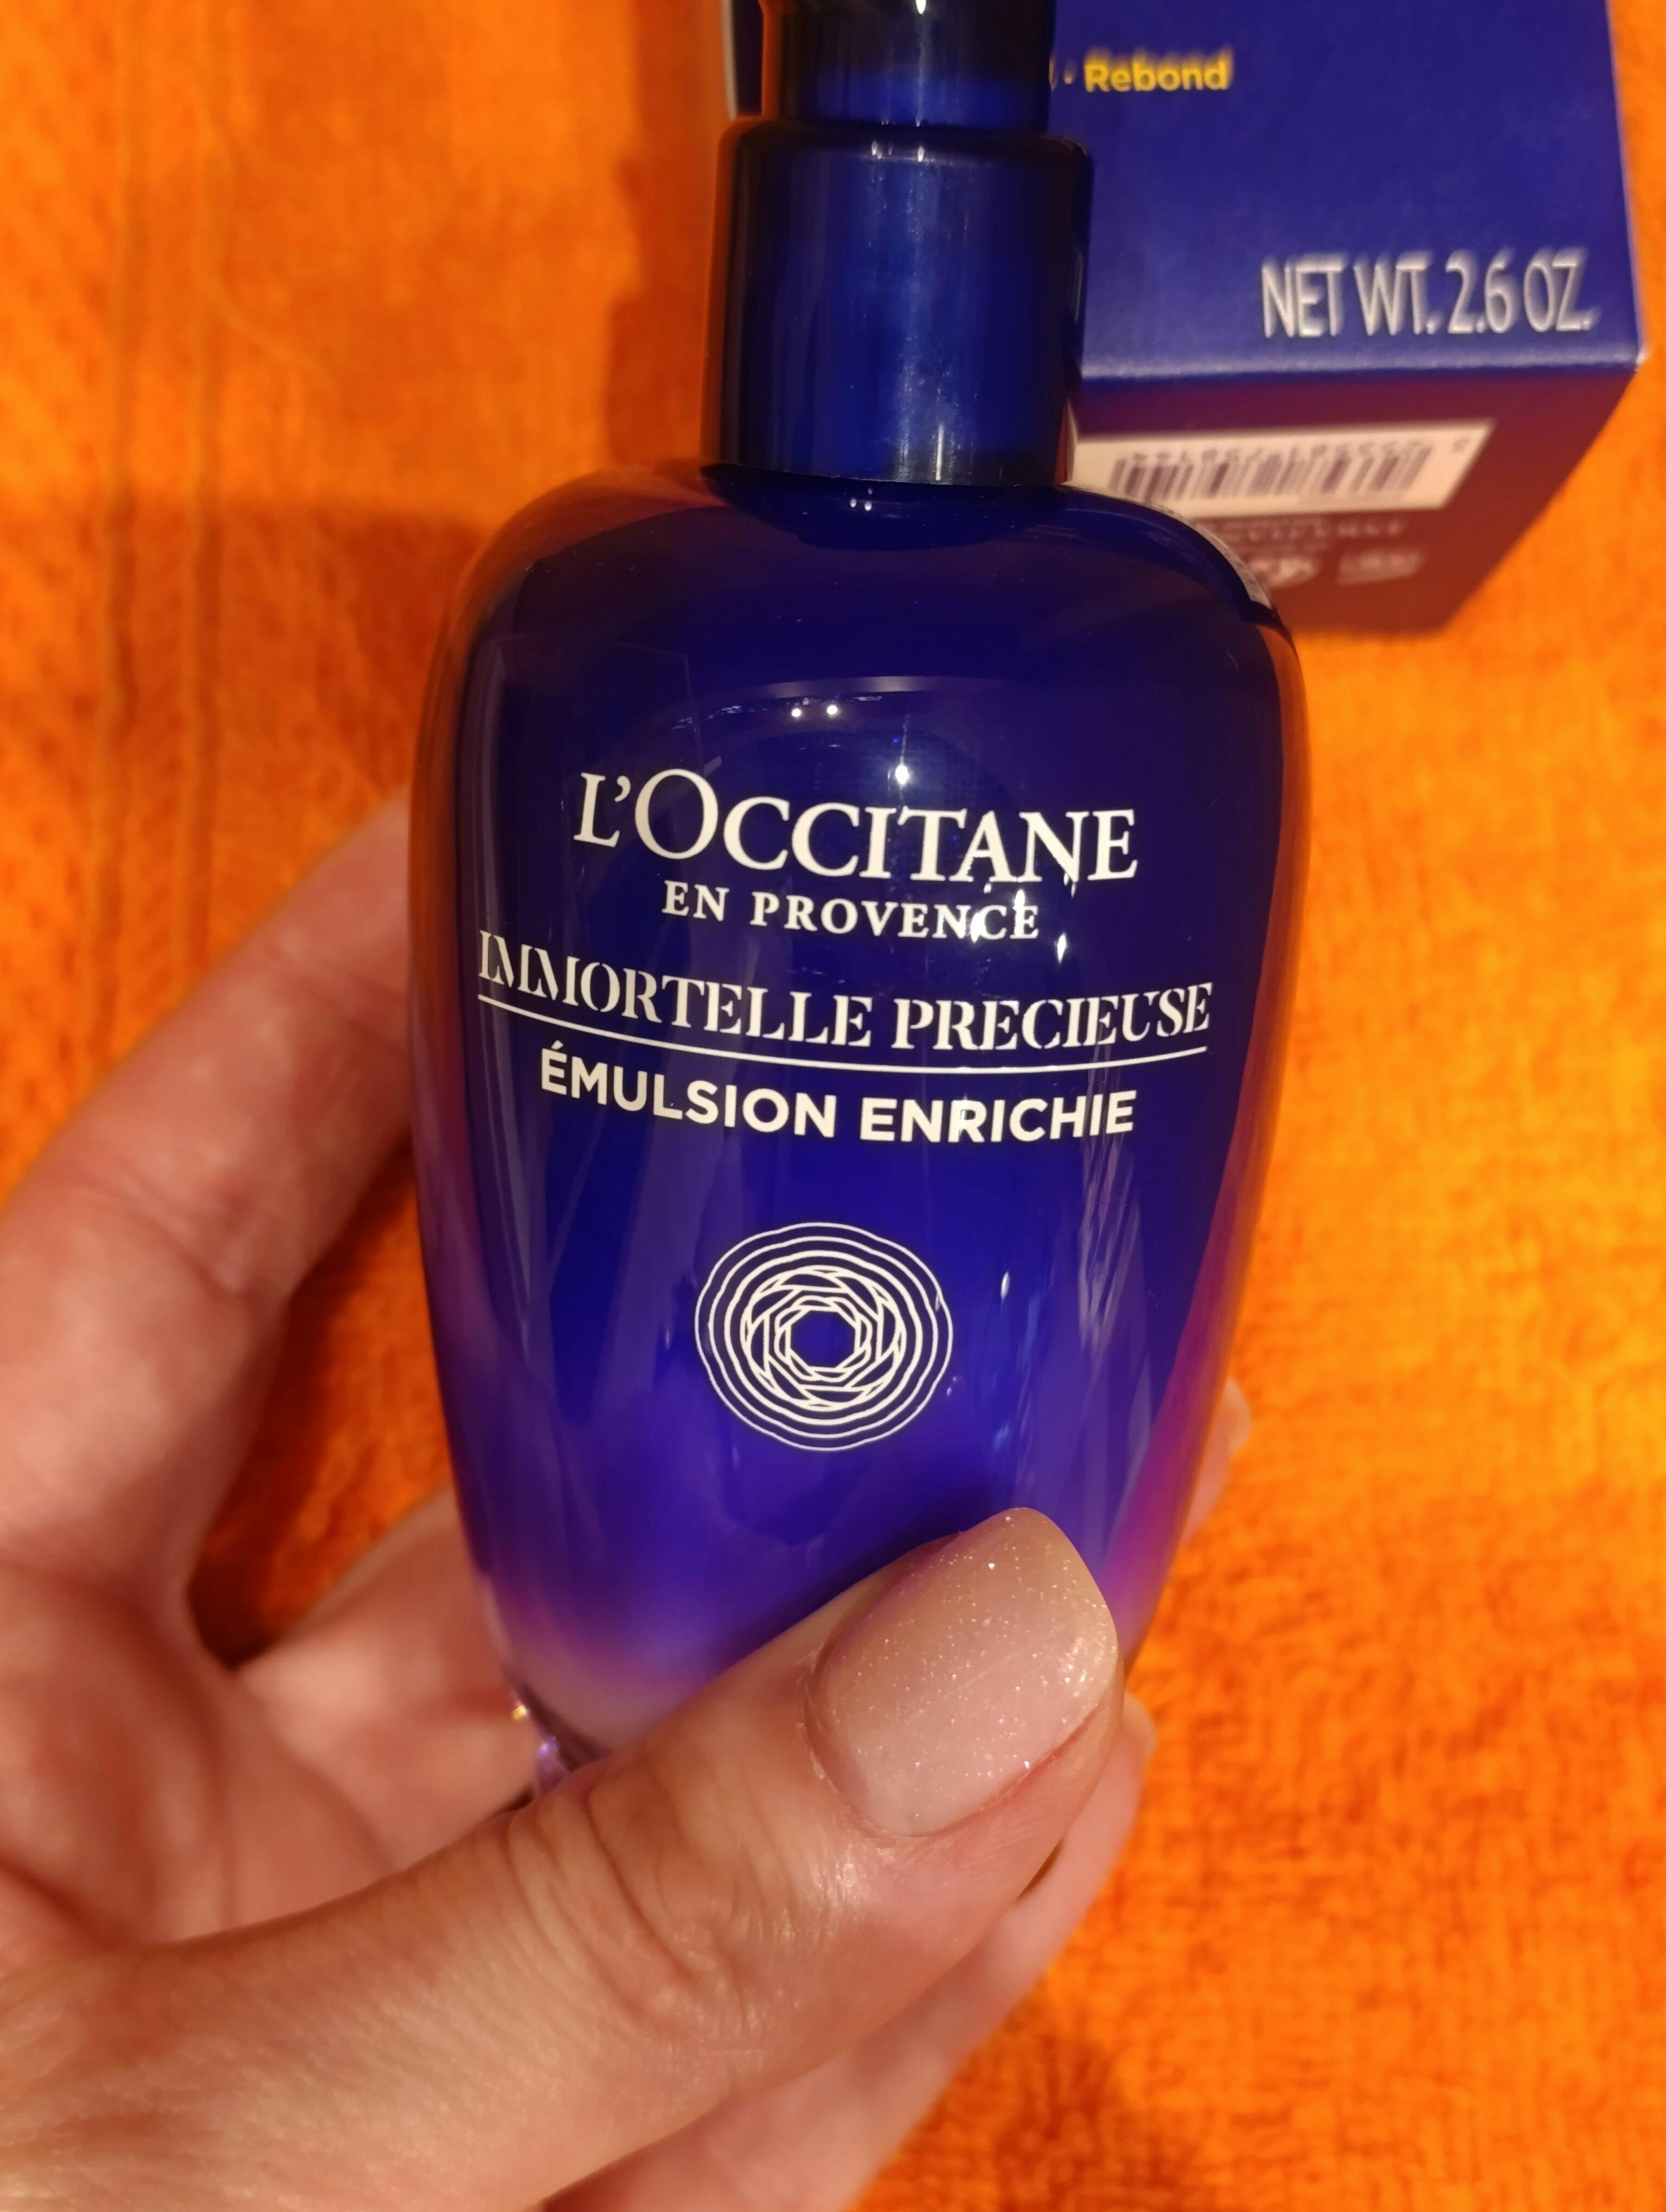 · Rebond
NET WT. 2.6 OZ.
L'OCCITANE
EN PROVENCE
IMMORTELLE PRECIEUSE
ÉMULSION ENRICHIE